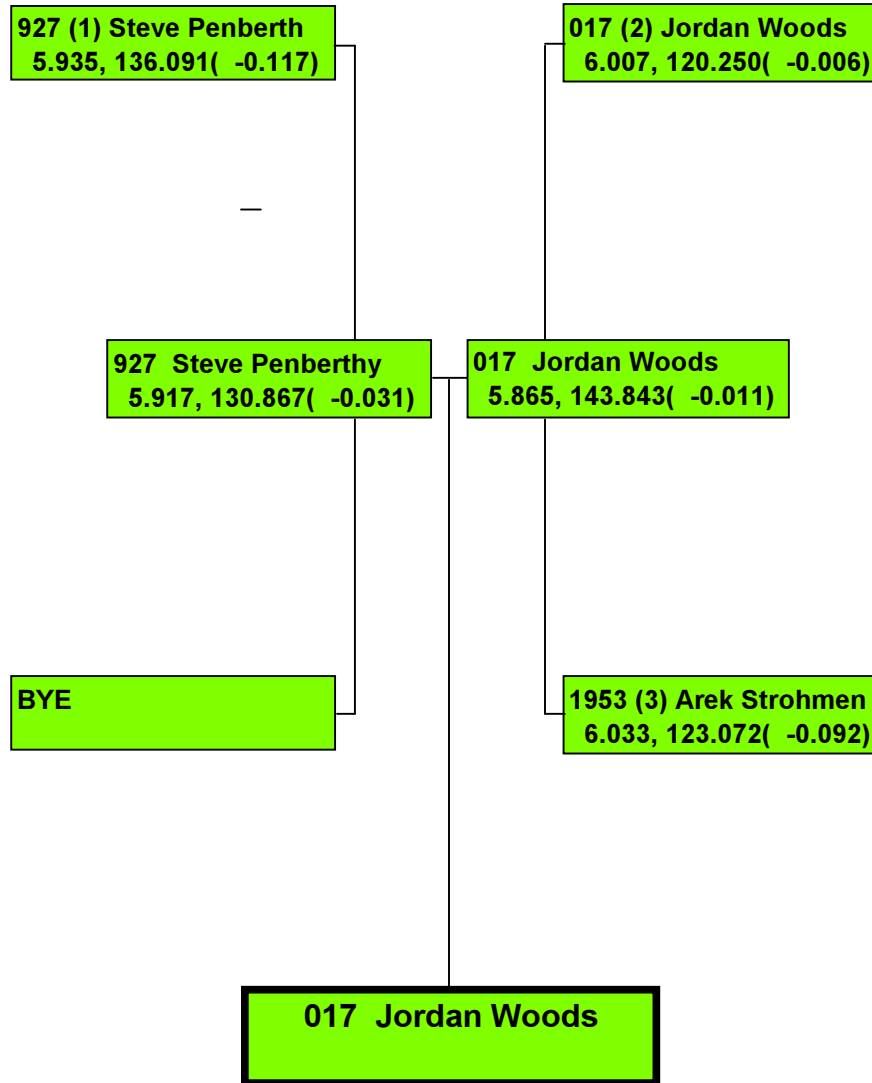 927 (1) Steve Penberth
5.935, 136.091( -0.117)
017 (2) Jordan Woods
6.007, 120.250( -0.006)
927 Steve Penberthy
5.917, 130.867( -0.031)
017 Jordan Woods
5.865, 143.843( -0.011)
BYE
1953 (3) Arek Strohmen
6.033, 123.072( -0.092)
017 Jordan Woods